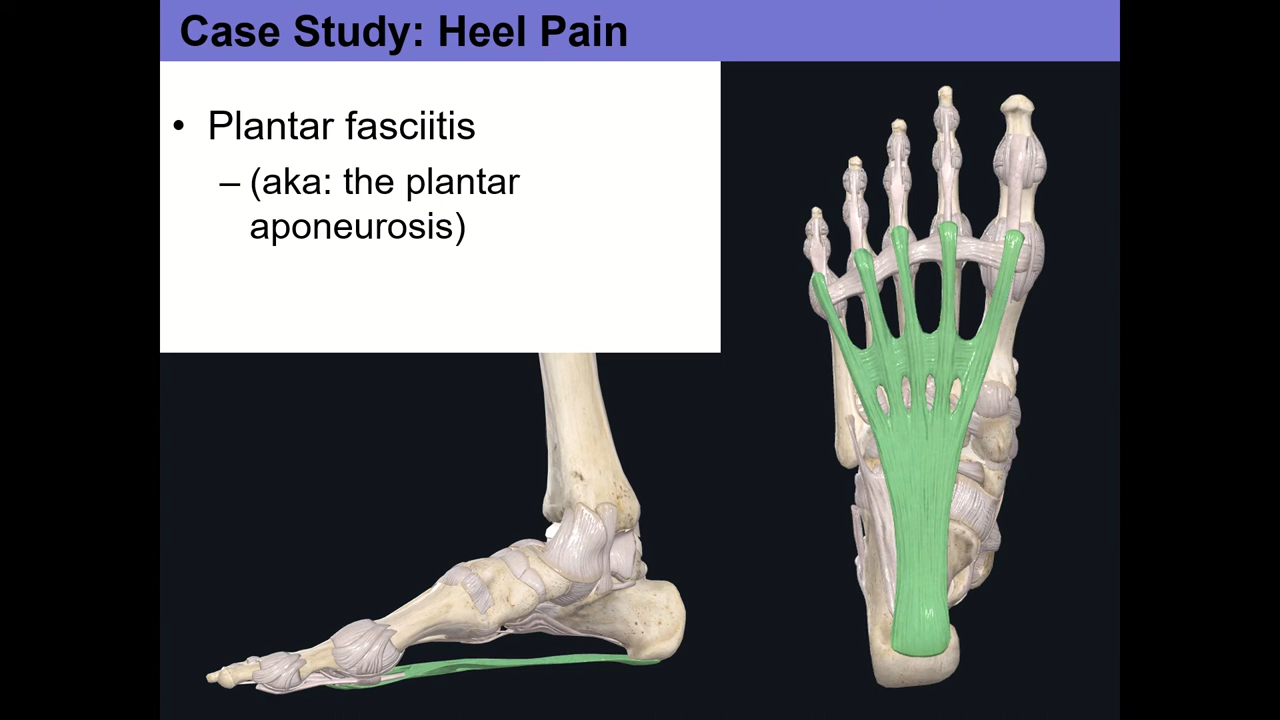 Case Study: Heel Pain
• Plantar fasciitis
– (aka: the plantar
aponeurosis)